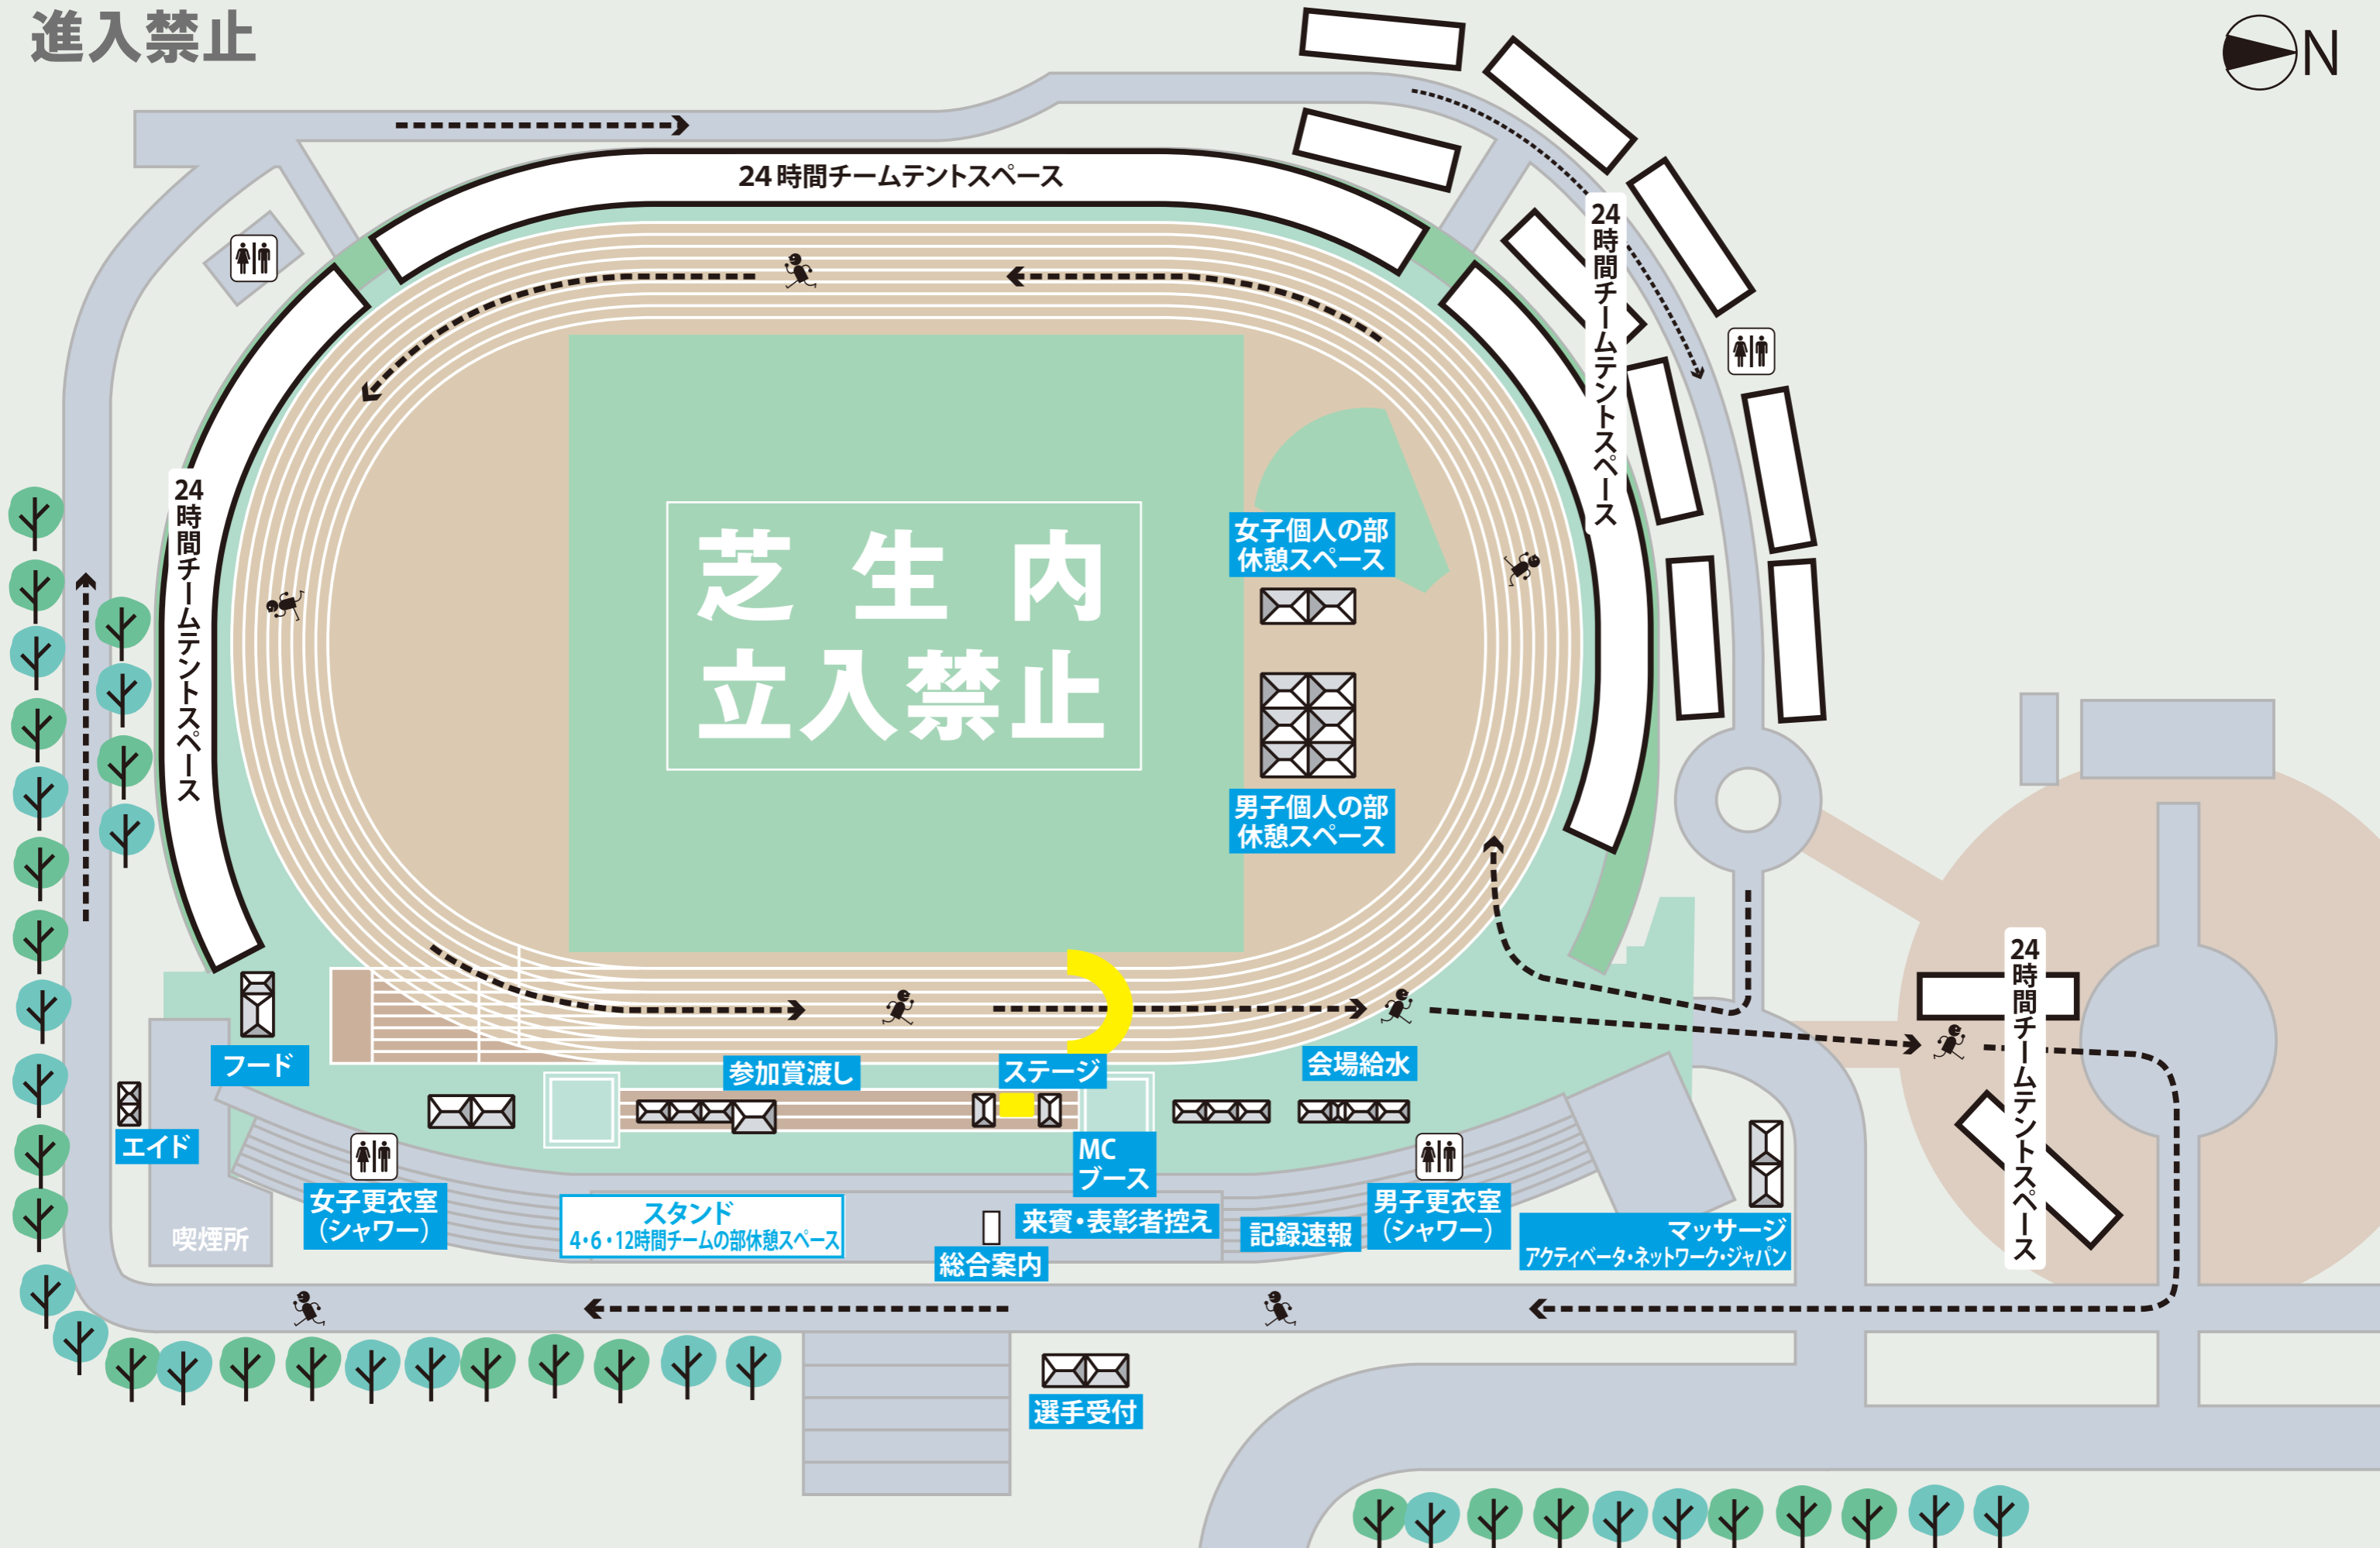 進入禁止
N
24時間チームテントスペース
24時間チームテントスペース
24時間チームテントスペース
芝生内
立入禁止
女子個人の部
休憩スペース
男子個人の部
休憩スペース
24時間チームテントスペース
フード
参加賞渡し
ステージ
会場給水
エイド
MC
ブース
女子更衣室
（シャワー）
喫煙所
スタンド
4・6・12時間チームの部休憩スペース
来賓・表彰者控え
総合案内
記録速報
男子更衣室
（シャワー）
マッサージ
アクティベータ・ネットワーク・ジャパン
選手受付